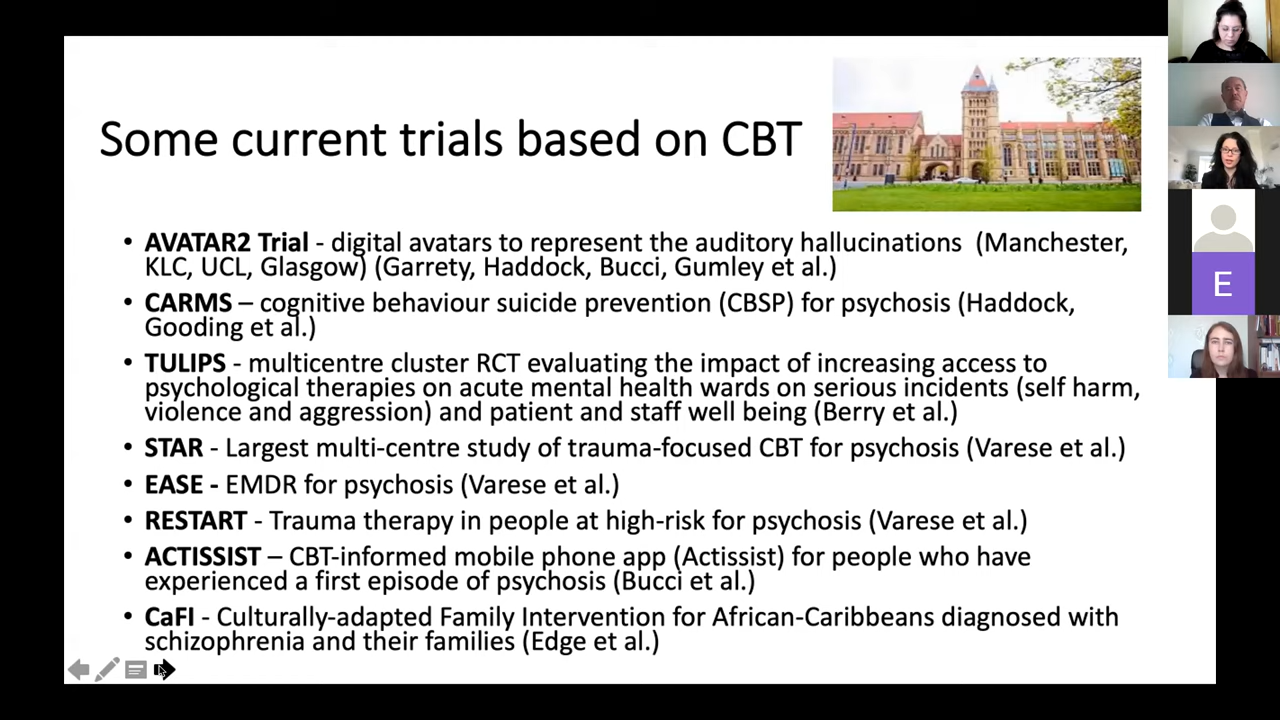 Some current trials based on CBT
• AVATAR2 Trial - digital avatars to represent the auditory hallucinations (Manchester,
KLC, UCL, Glasgow) (Garrety, Haddock, Bucci, Gumley et al.)
• CARMS – cognitive behaviour suicide prevention (CBSP) for psychosis (Haddock,
Gooding et al.)
• TULIPS - multicentre cluster RCT evaluating the impact of increasing access to
psychological therapies on acute mental health wards on serious incidents (self harm,
violence and aggression) and patient and staff well being (Berry et al.)
• STAR - Largest multi-centre study of trauma-focused CBT for psychosis (Varese et al.)
• EASE - EMDR for psychosis (Varese et al.)
• RESTART - Trauma therapy in people at high-risk for psychosis (Varese et al.)
• ACTISSIST – CBT-informed mobile phone app (Actissist) for people who have
experienced a first episode of psychosis (Bucci et al.)
• CaFI - Culturally-adapted Family Intervention for African-Caribbeans diagnosed with
schizophrenia and their families (Edge et al.)
E